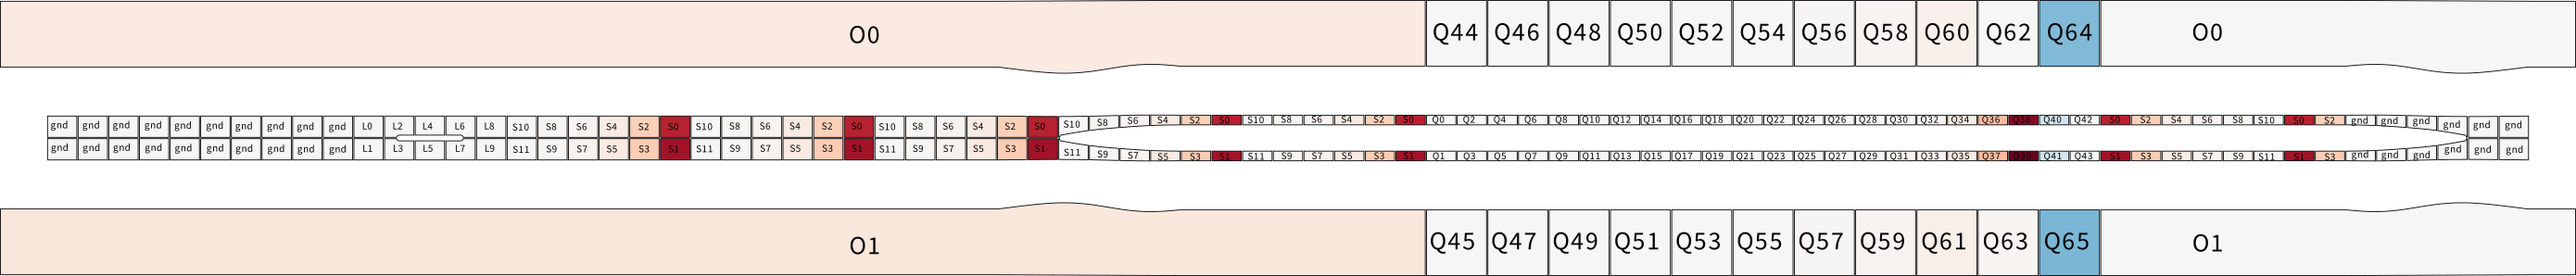 O0 Q44 Q46 Q48 Q50 Q52 Q54 Q56 Q58 Q60 Q62 Q64 O0
gnd gnd gnd gnd gnd gnd gnd gnd gnd gnd L0 L2 L4 L6 L8 S10 S8 S6 S4 S2 S0 S10 S8 S6 S4 S2 S0 S10 S8 S6 S4 S2 S0 S10 S8 S6 S4 S2 S0 S10 S8 S6 S4 S2 S0 Q0 Q2 Q4 Q6 Q8 Q10 Q12 Q14 Q16 Q18 Q20 Q22 Q24 Q26 Q28 Q30 Q32 Q34 Q36 Q38 Q40 Q42 S0 S2 S4 S6 S8 S10 S0 S2 gnd gnd gnd gnd gnd gnd
gnd gnd gnd gnd gnd gnd gnd gnd gnd gnd L1 L3 L5 L7 L9 S11 S9 S7 S5 S3 S1 S11 S9 S7 S5 S3 S1 S11 S9 S7 S5 S3 S1 S11 S9 S7 S5 S3 S1 S11 S9 S7 S5 S3 S1 Q1 Q3 Q5 Q7 Q9 Q11 Q13 Q15 Q17 Q19 Q21 Q23 Q25 Q27 Q29 Q31 Q33 Q35 Q37 Q39 Q41 Q43 S1 S3 S5 S7 S9 S11 S1 S3 gnd gnd gnd gnd gnd gnd
O1 Q45 Q47 Q49 Q51 Q53 Q55 Q57 Q59 Q61 Q63 Q65 O1